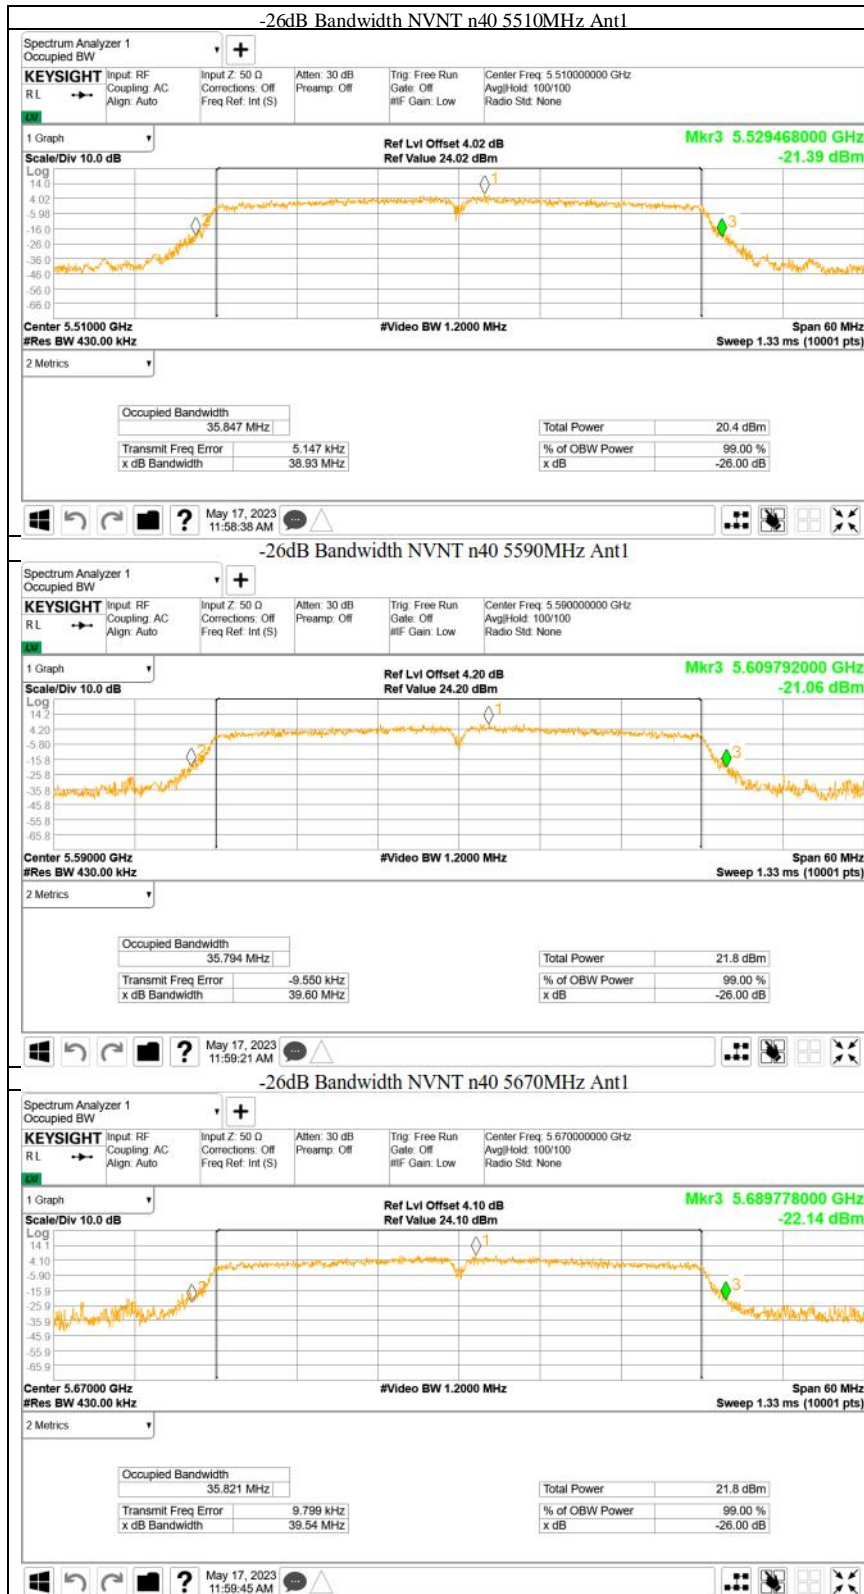 -26dB Bandwidth NVNT n40 5510MHz Ant1
Spectrum Analyzer 1
Occupied BW
KEYSIGHT Input: RF Input Z: 50 Ω Atten: 30 dB Trig: Free Run Center Freq: 5.510000000 GHz
RL Coupling: AC Corrections: Off Preamp: Off Gate: Off Avg|Hold: 100/100
Align: Auto Freq Ref: Int (S) #IF Gain: Low Radio Std: None
1 Graph Ref Lvl Offset 4.02 dB Mkr3 5.529468000 GHz
Scale/Div 10.0 dB Ref Value 24.02 dBm -21.39 dBm
Log
14.0
4.02
-5.98
-16.0
-26.0
-36.0
-46.0
-56.0
-66.0
1
2
3
Center 5.51000 GHz #Video BW 1.2000 MHz Span 60 MHz
#Res BW 430.00 kHz Sweep 1.33 ms (10001 pts)
2 Metrics
Occupied Bandwidth
35.847 MHz Total Power 20.4 dBm
Transmit Freq Error 5.147 kHz % of OBW Power 99.00 %
x dB Bandwidth 38.93 MHz x dB -26.00 dB
? May 17, 2023
11:58:38 AM
-26dB Bandwidth NVNT n40 5590MHz Ant1
Spectrum Analyzer 1
Occupied BW
KEYSIGHT Input: RF Input Z: 50 Ω Atten: 30 dB Trig: Free Run Center Freq: 5.590000000 GHz
RL Coupling: AC Corrections: Off Preamp: Off Gate: Off Avg|Hold: 100/100
Align: Auto Freq Ref: Int (S) #IF Gain: Low Radio Std: None
1 Graph Ref Lvl Offset 4.20 dB Mkr3 5.609792000 GHz
Scale/Div 10.0 dB Ref Value 24.20 dBm -21.06 dBm
Log
14.2
4.20
-5.80
-15.8
-25.8
-35.8
-45.8
-55.8
-65.8
1
2
3
Center 5.59000 GHz #Video BW 1.2000 MHz Span 60 MHz
#Res BW 430.00 kHz Sweep 1.33 ms (10001 pts)
2 Metrics
Occupied Bandwidth
35.794 MHz Total Power 21.8 dBm
Transmit Freq Error -9.550 kHz % of OBW Power 99.00 %
x dB Bandwidth 39.60 MHz x dB -26.00 dB
? May 17, 2023
11:59:21 AM
-26dB Bandwidth NVNT n40 5670MHz Ant1
Spectrum Analyzer 1
Occupied BW
KEYSIGHT Input: RF Input Z: 50 Ω Atten: 30 dB Trig: Free Run Center Freq: 5.670000000 GHz
RL Coupling: AC Corrections: Off Preamp: Off Gate: Off Avg|Hold: 100/100
Align: Auto Freq Ref: Int (S) #IF Gain: Low Radio Std: None
1 Graph Ref Lvl Offset 4.10 dB Mkr3 5.689778000 GHz
Scale/Div 10.0 dB Ref Value 24.10 dBm -22.14 dBm
Log
14.1
4.10
-5.90
-15.9
-25.9
-35.9
-45.9
-55.9
-65.9
1
2
3
Center 5.67000 GHz #Video BW 1.2000 MHz Span 60 MHz
#Res BW 430.00 kHz Sweep 1.33 ms (10001 pts)
2 Metrics
Occupied Bandwidth
35.821 MHz Total Power 21.8 dBm
Transmit Freq Error 9.799 kHz % of OBW Power 99.00 %
x dB Bandwidth 39.54 MHz x dB -26.00 dB
? May 17, 2023
11:59:45 AM